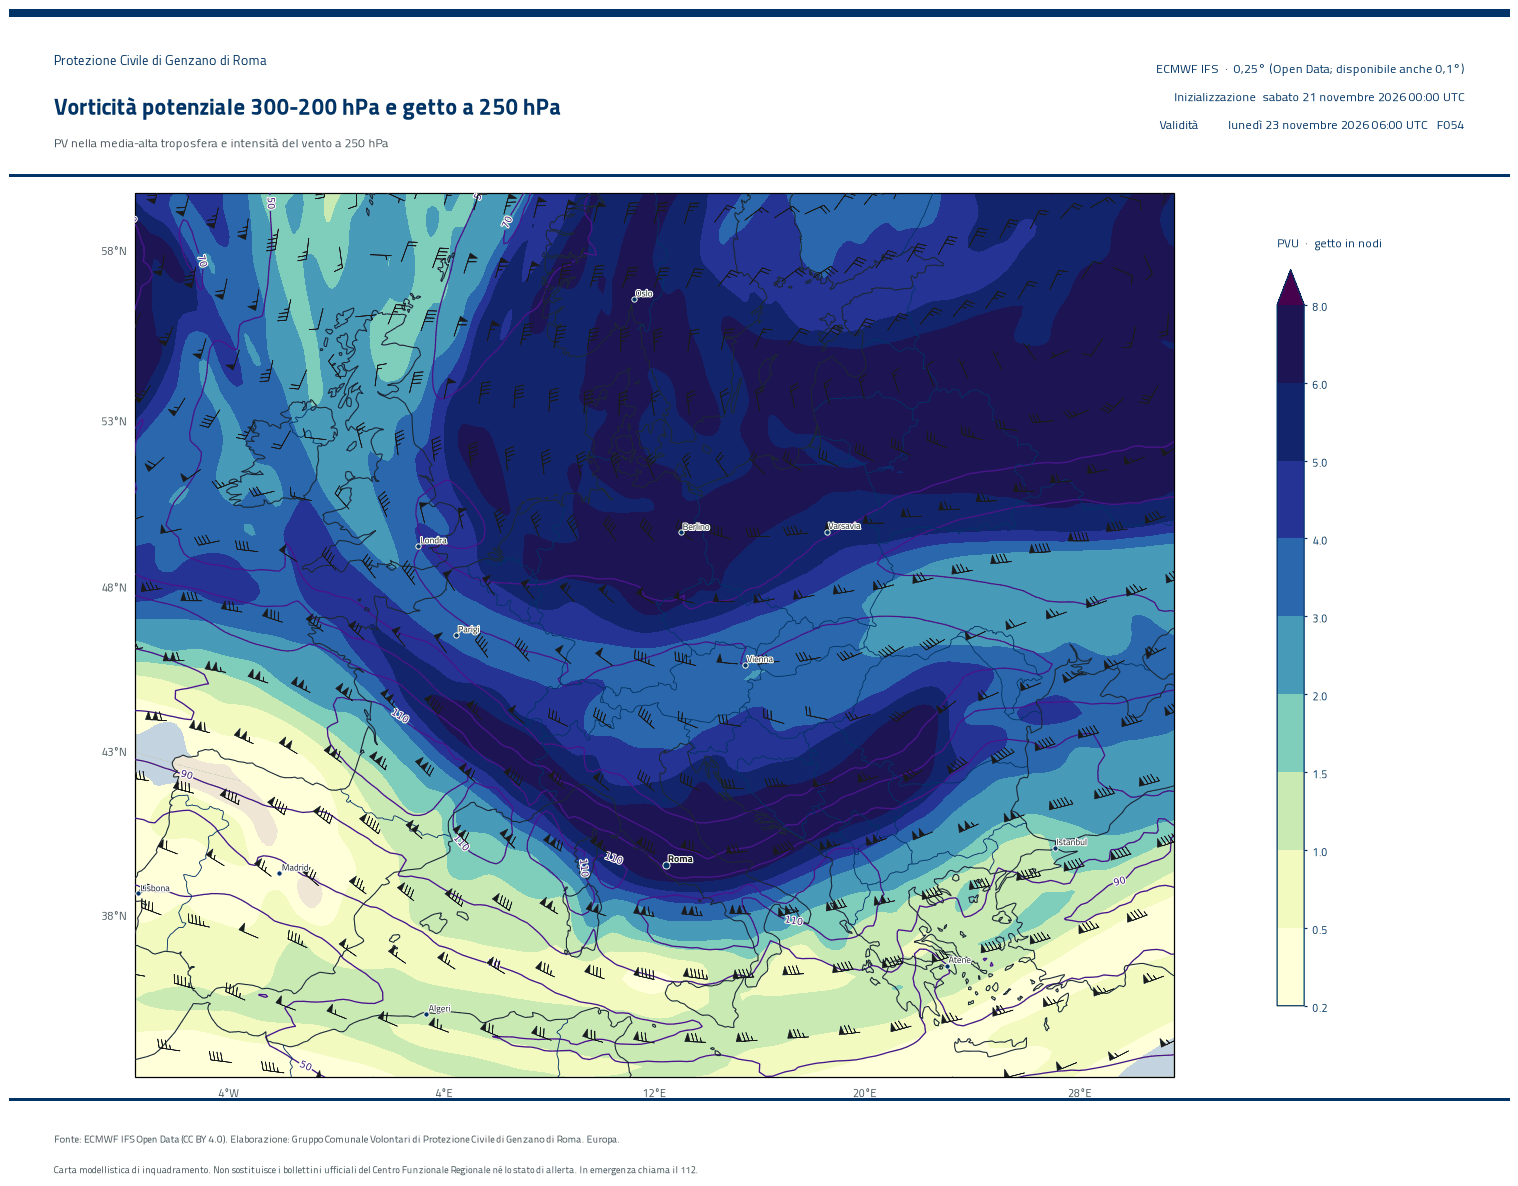 Protezione Civile di Genzano di Roma
Vorticità potenziale 300-200 hPa e getto a 250 hPa
PV nella media-alta troposfera e intensità del vento a 250 hPa
ECMWF IFS · 0,25° (Open Data; disponibile anche 0,1°)
Inizializzazione sabato 21 novembre 2026 00:00 UTC
Validità lunedì 23 novembre 2026 06:00 UTC F054
PVU · getto in nodi
8.0
6.0
5.0
4.0
3.0
2.0
1.5
1.0
0.5
0.2
58°N
53°N
48°N
43°N
38°N
4°W
4°E
12°E
20°E
28°E
50
70
70
Oslo
Londra
Berlino
Varsavia
Parigi
Vienna
110
90
110
110
110
Roma
Madrid
Lisbona
Istanbul
90
110
Atene
Algeri
50
Fonte: ECMWF IFS Open Data (CC BY 4.0). Elaborazione: Gruppo Comunale Volontari di Protezione Civile di Genzano di Roma. Europa.
Carta modellistica di inquadramento. Non sostituisce i bollettini ufficiali del Centro Funzionale Regionale né lo stato di allerta. In emergenza chiama il 112.